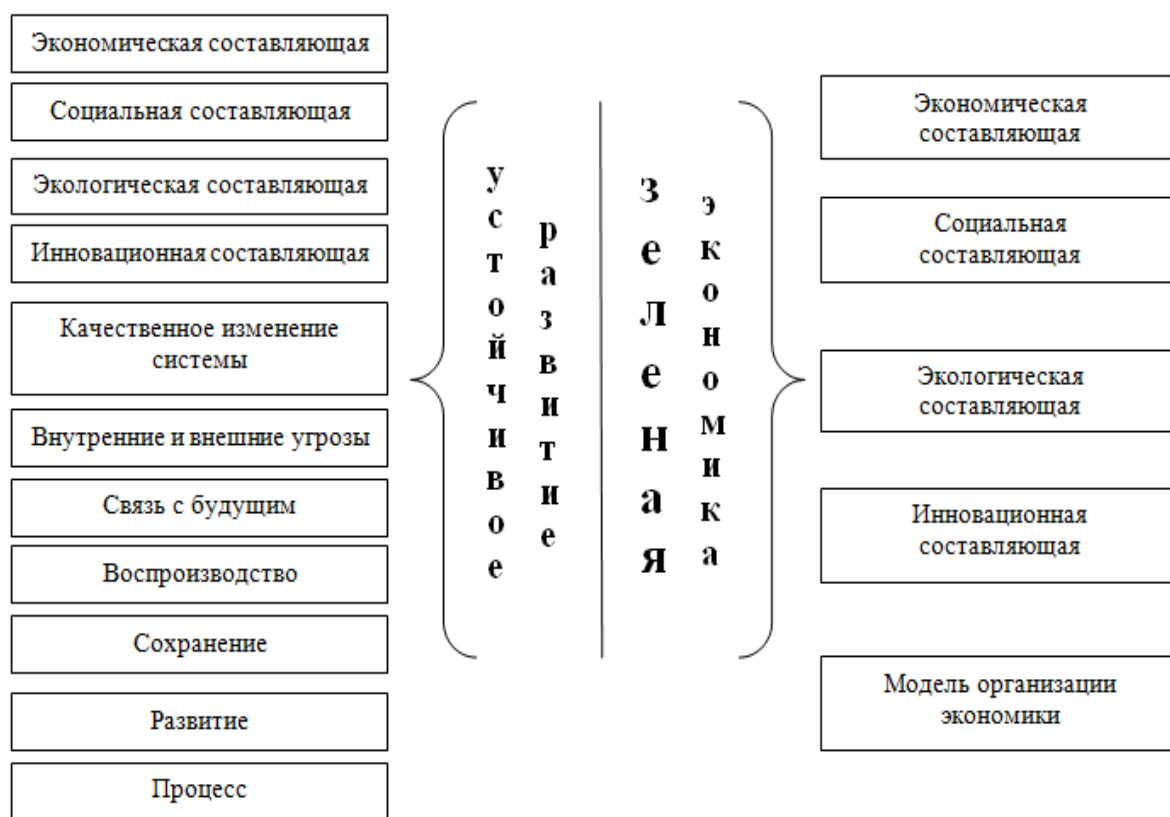 Экономическая составляющая
Социальная составляющая
Экологическая составляющая
Инновационная составляющая
Качественное изменение
системы
Внутренние и внешние угрозы
Связь с будущим
Воспроизводство
Сохранение
Развитие
Процесс
устойчивое
развитие
зеленая
экономика
Экономическая
составляющая
Социальная
составляющая
Экологическая
составляющая
Инновационная
составляющая
Модель организации
экономики